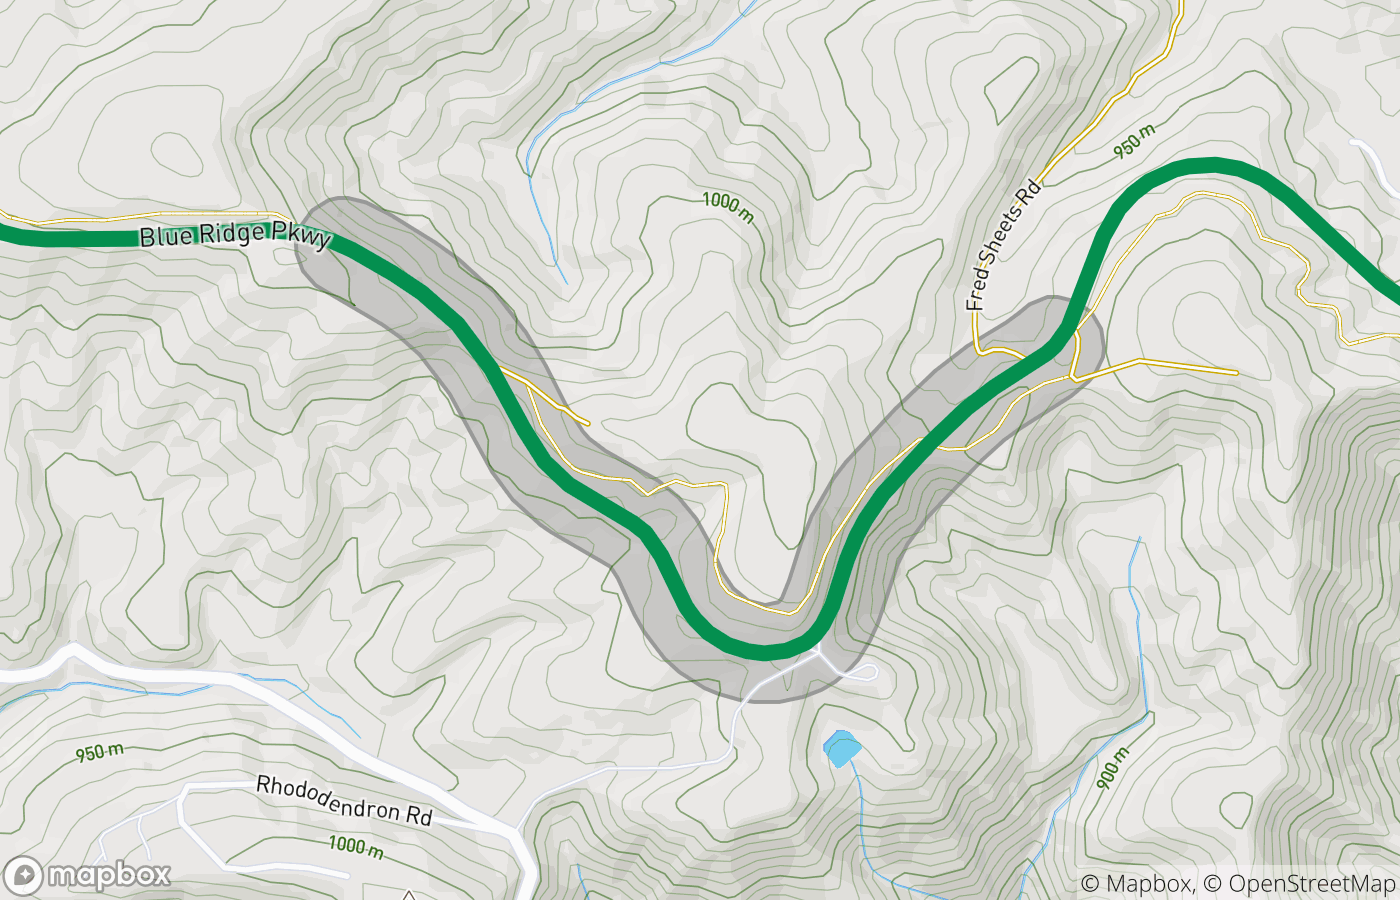 950 m
1000 m
Fred Sheets Rd
Blue Ridge Pkwy
950 m
900 m
Rhododendron Rd
1000 m
mapbox
© Mapbox, © OpenStreetMap